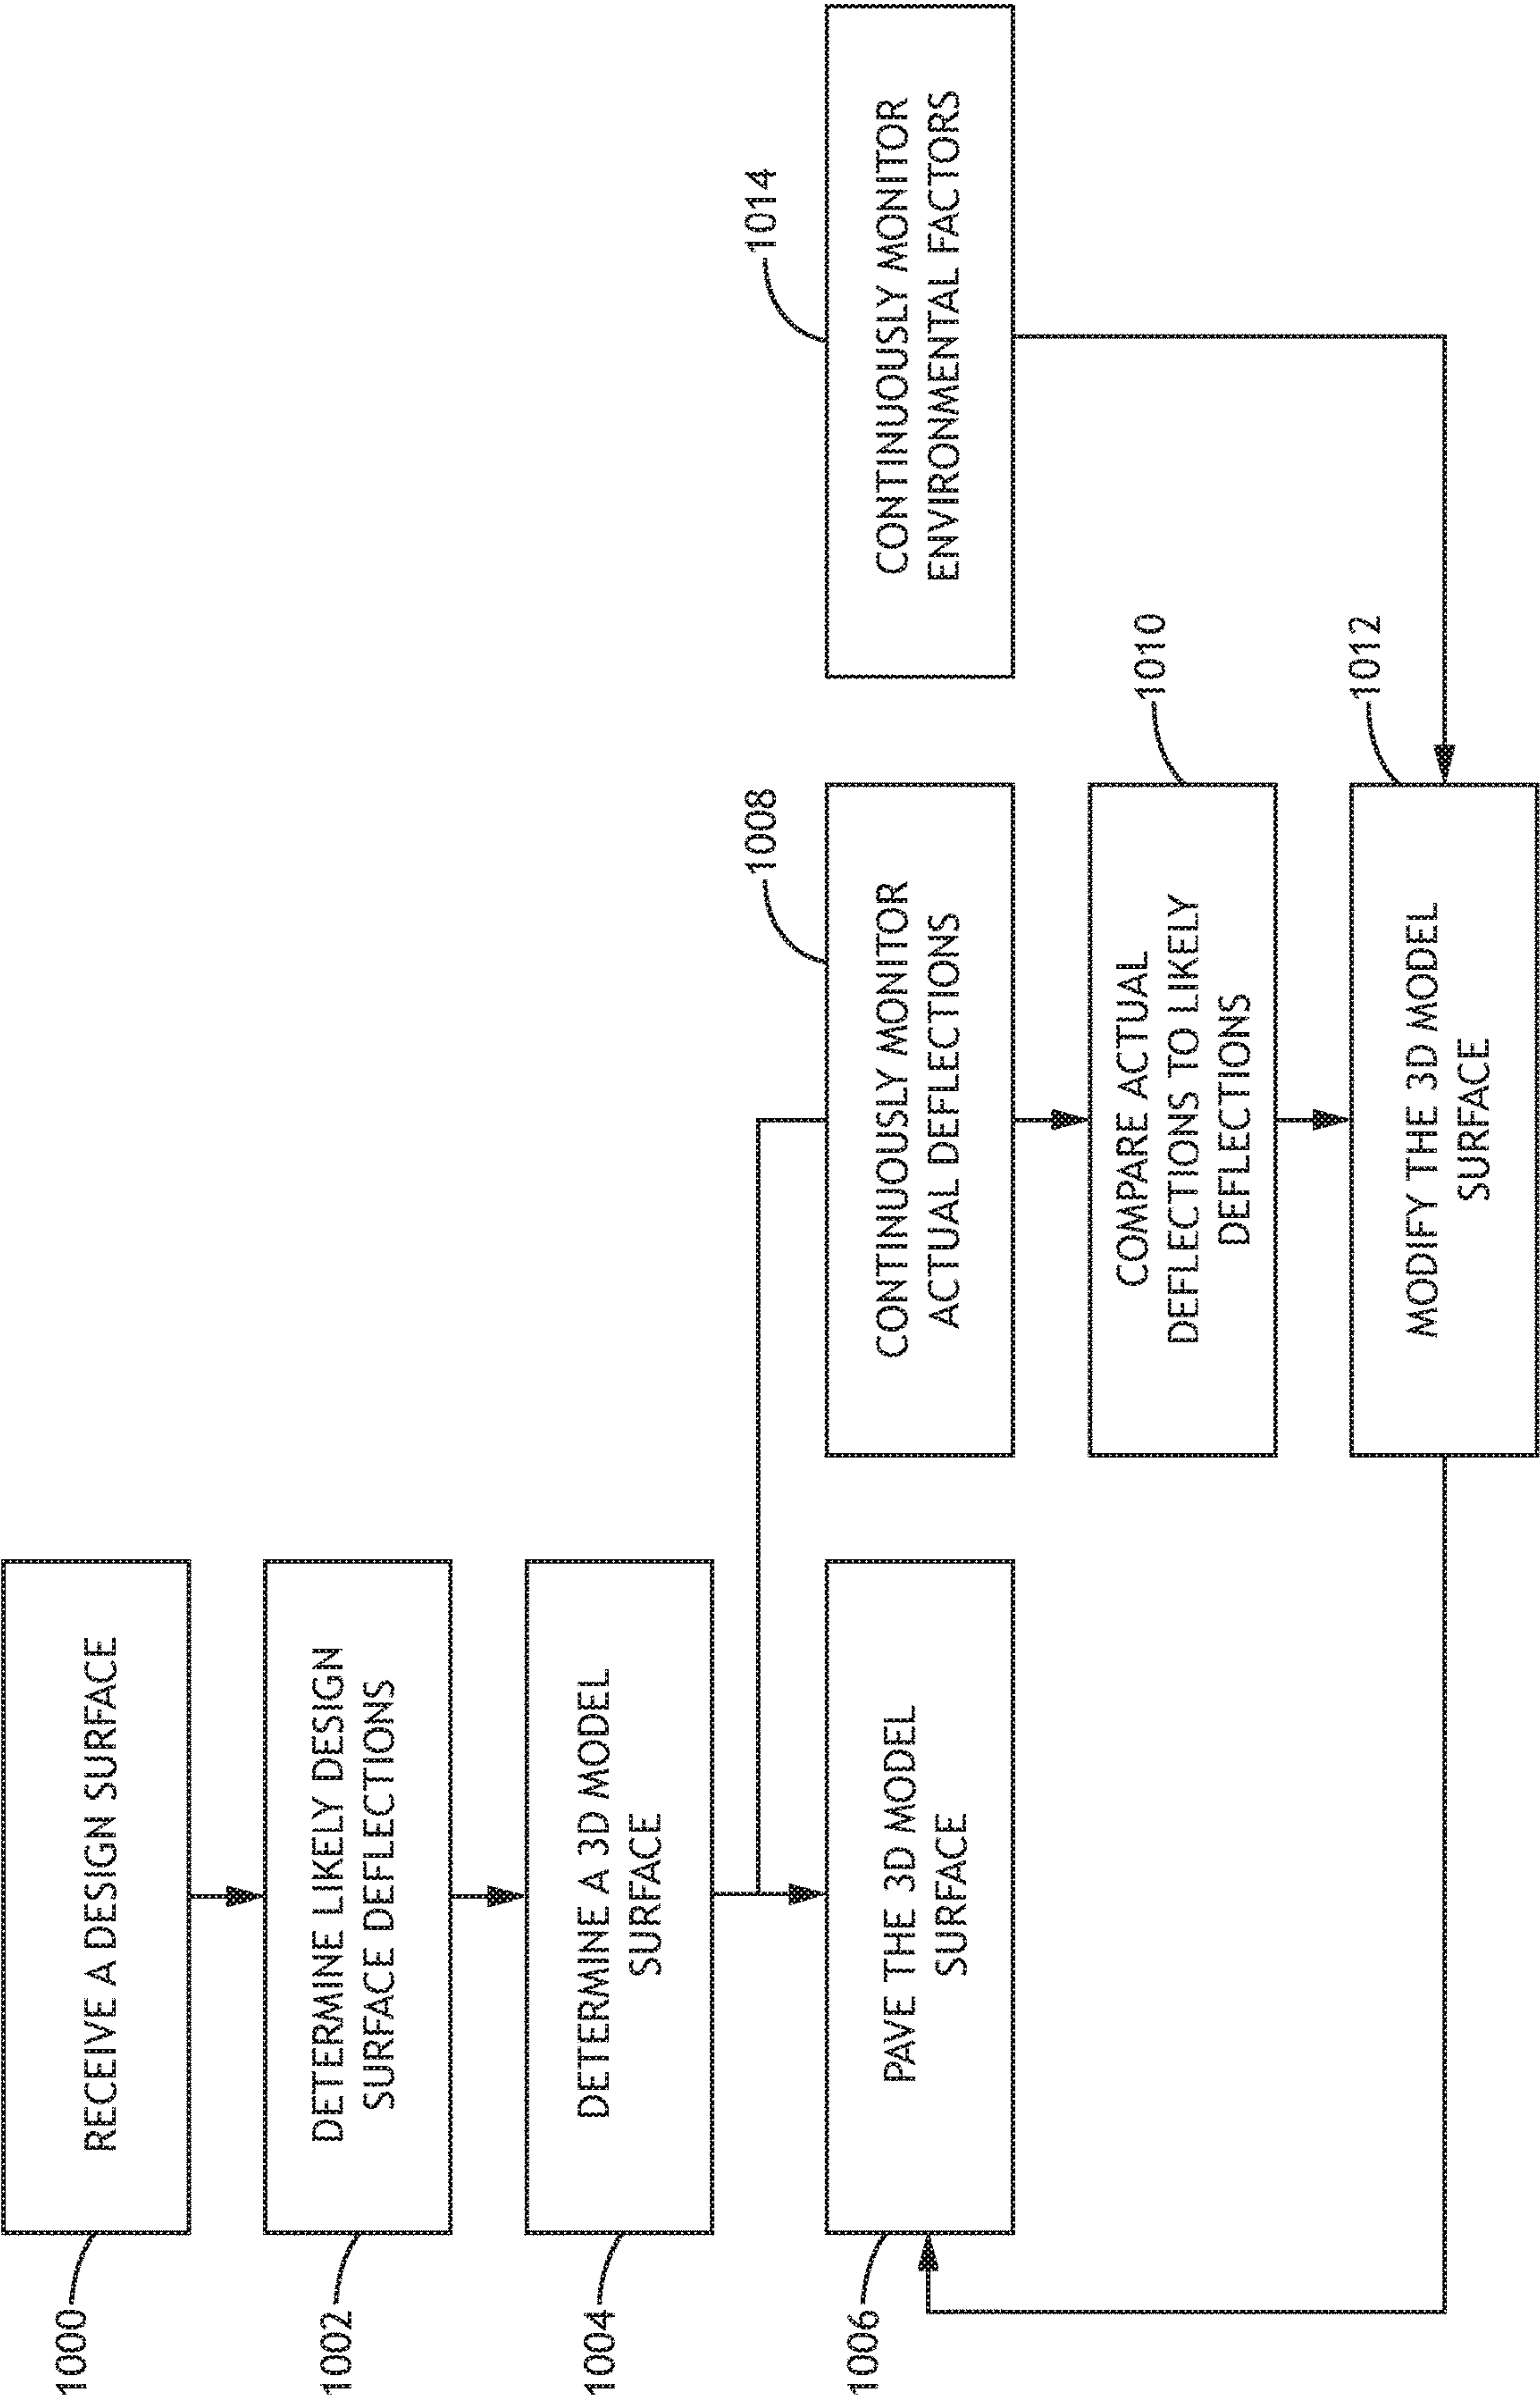 1000
RECEIVE A DESIGN SURFACE
1002
DETERMINE LIKELY DESIGN
SURFACE DEFLECTIONS
1004
DETERMINE A 3D MODEL
SURFACE
1006
PAVE THE 3D MODEL
SURFACE
1008
CONTINUOUSLY MONITOR
ACTUAL DEFLECTIONS
1010
COMPARE ACTUAL
DEFLECTIONS TO LIKELY
DEFLECTIONS
1012
MODIFY THE 3D MODEL
SURFACE
1014
CONTINUOUSLY MONITOR
ENVIRONMENTAL FACTORS